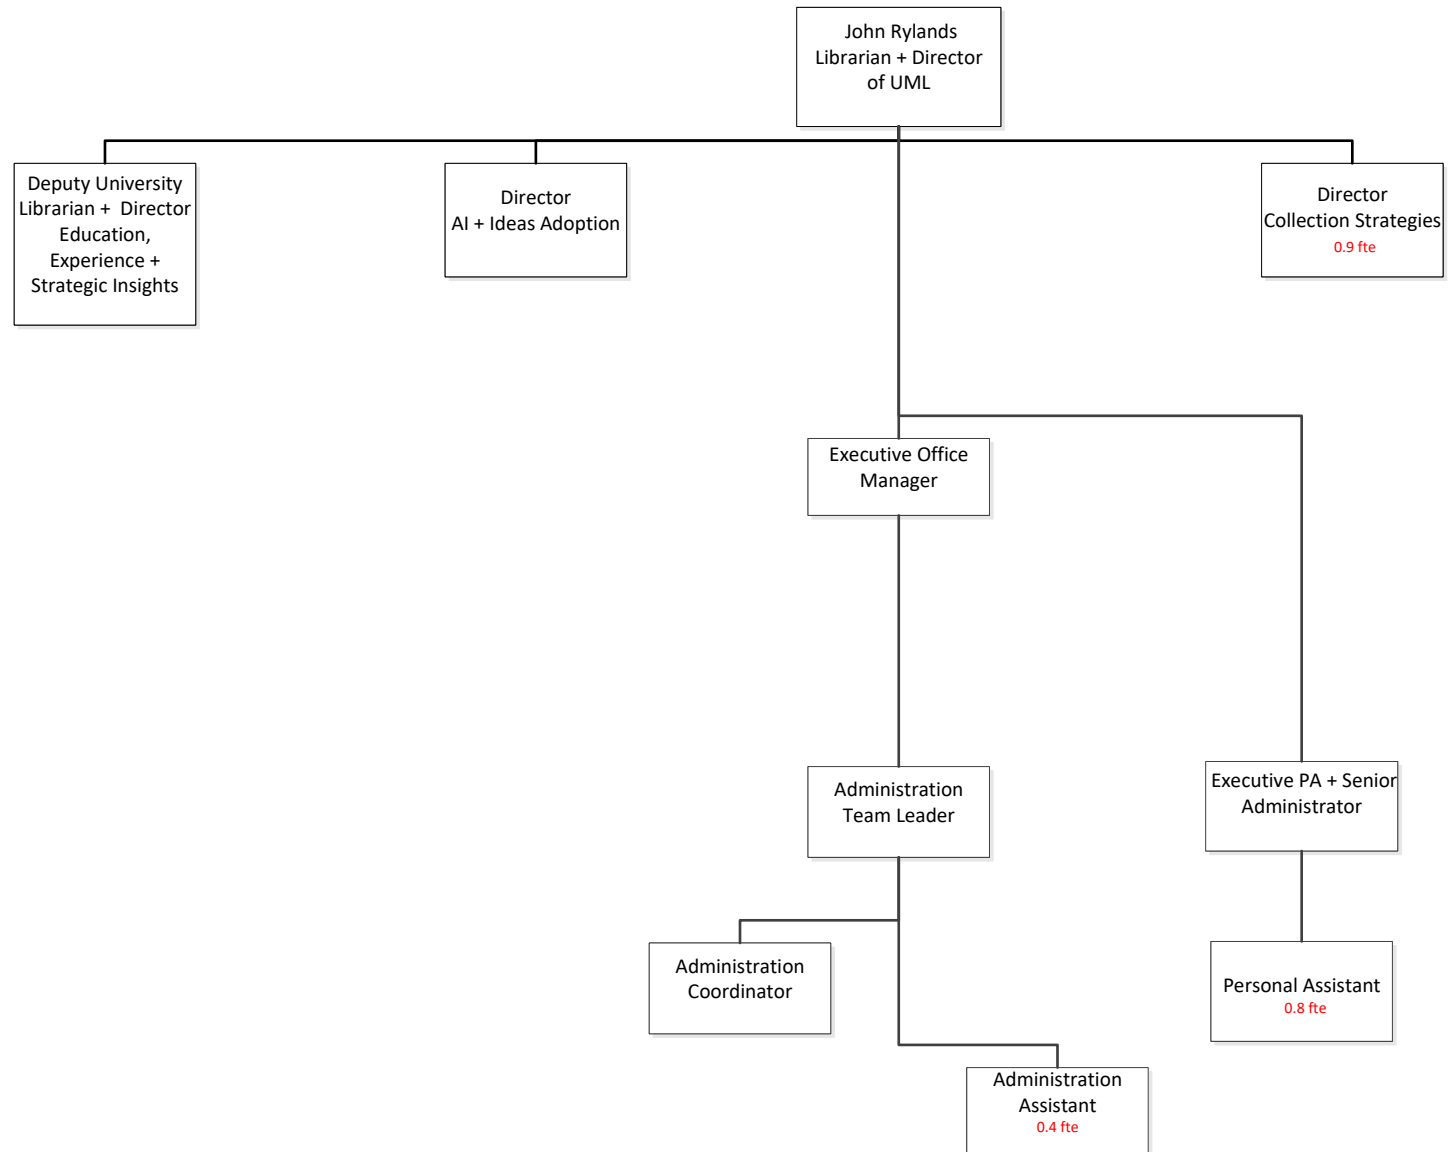 John Rylands
Librarian + Director
of UML
Deputy University
Librarian +  Director
Education,
Experience +
Strategic Insights
Director
AI + Ideas Adoption
Director
Collection Strategies
0.9 fte
Executive Office
Manager
Administration
Team Leader
Executive PA + Senior
Administrator
Administration
Coordinator
Personal Assistant
0.8 fte
Administration
Assistant
0.4 fte